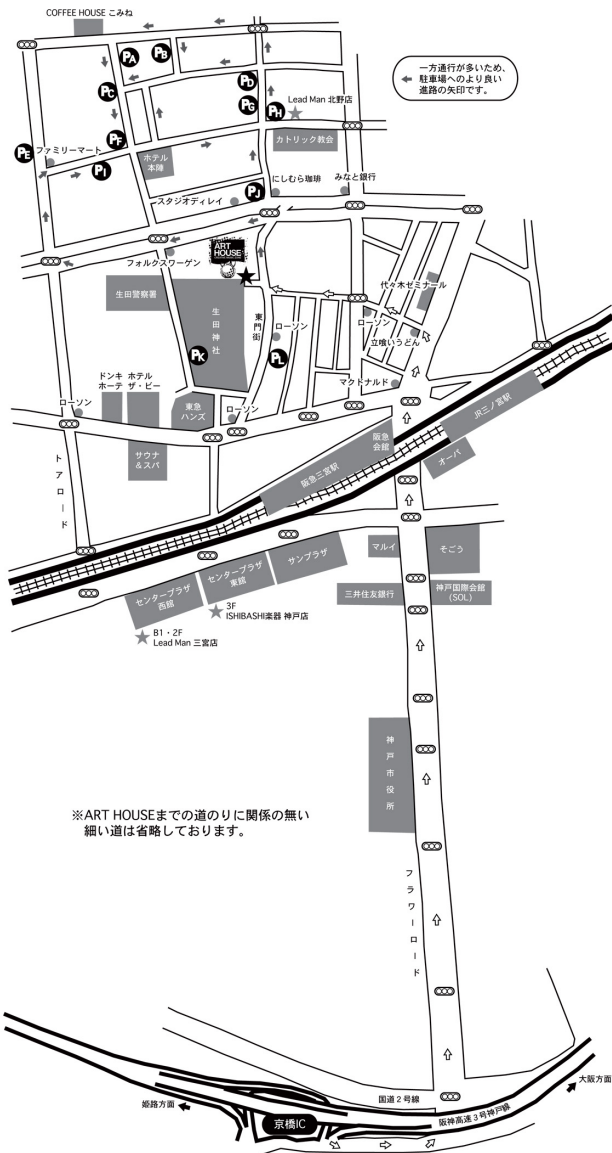 COFFEE HOUSE こみね
PA
PB
PC
PD
PG
PH
Lead Man 北野店
一方通行が多いため、
駐車場へのより良い
進路の矢印です。
PF
PE
ファミリーマート
PI
ホテル
本陣
カトリック教会
スタジオディレイ
PJ
にしむら珈琲
みなと銀行
フォルクスワーゲン
ART
HOUSE
生田警察署
生田神社
東門街
ローソン
PL
PK
代々木ゼミナール
ローソン
立喰いうどん
マクトナルド
ドンキ
ホーテ
ホテル
ザ・ビー
ローソン
東急
ハンズ
ローソン
サウナ
&スパ
トアロード
阪急
会館
阪急三宮駅
JR三ノ宮駅
オーパ
マルイ
そごう
サンプラザ
センタープラザ
東館
センタープラザ
西館
三井住友銀行
神戸国際会館
(SOL)
3F
ISHIBASHI楽器 神戸店
B1・2F
Lead Man 三宮店
神戸市役所
※ART HOUSEまでの道のりに関係の無い
細い道は省略しております。
フラワーロード
国道2号線
阪神高速3号神戸線
大阪方面
姫路方面
京橋IC